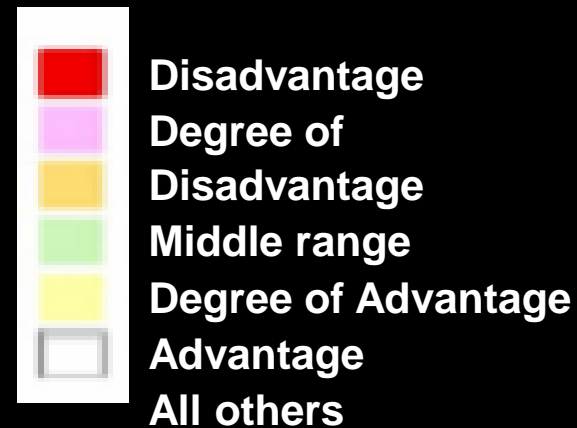 Disadvantage
Degree of
Disadvantage
Middle range
Degree of Advantage
Advantage
All others